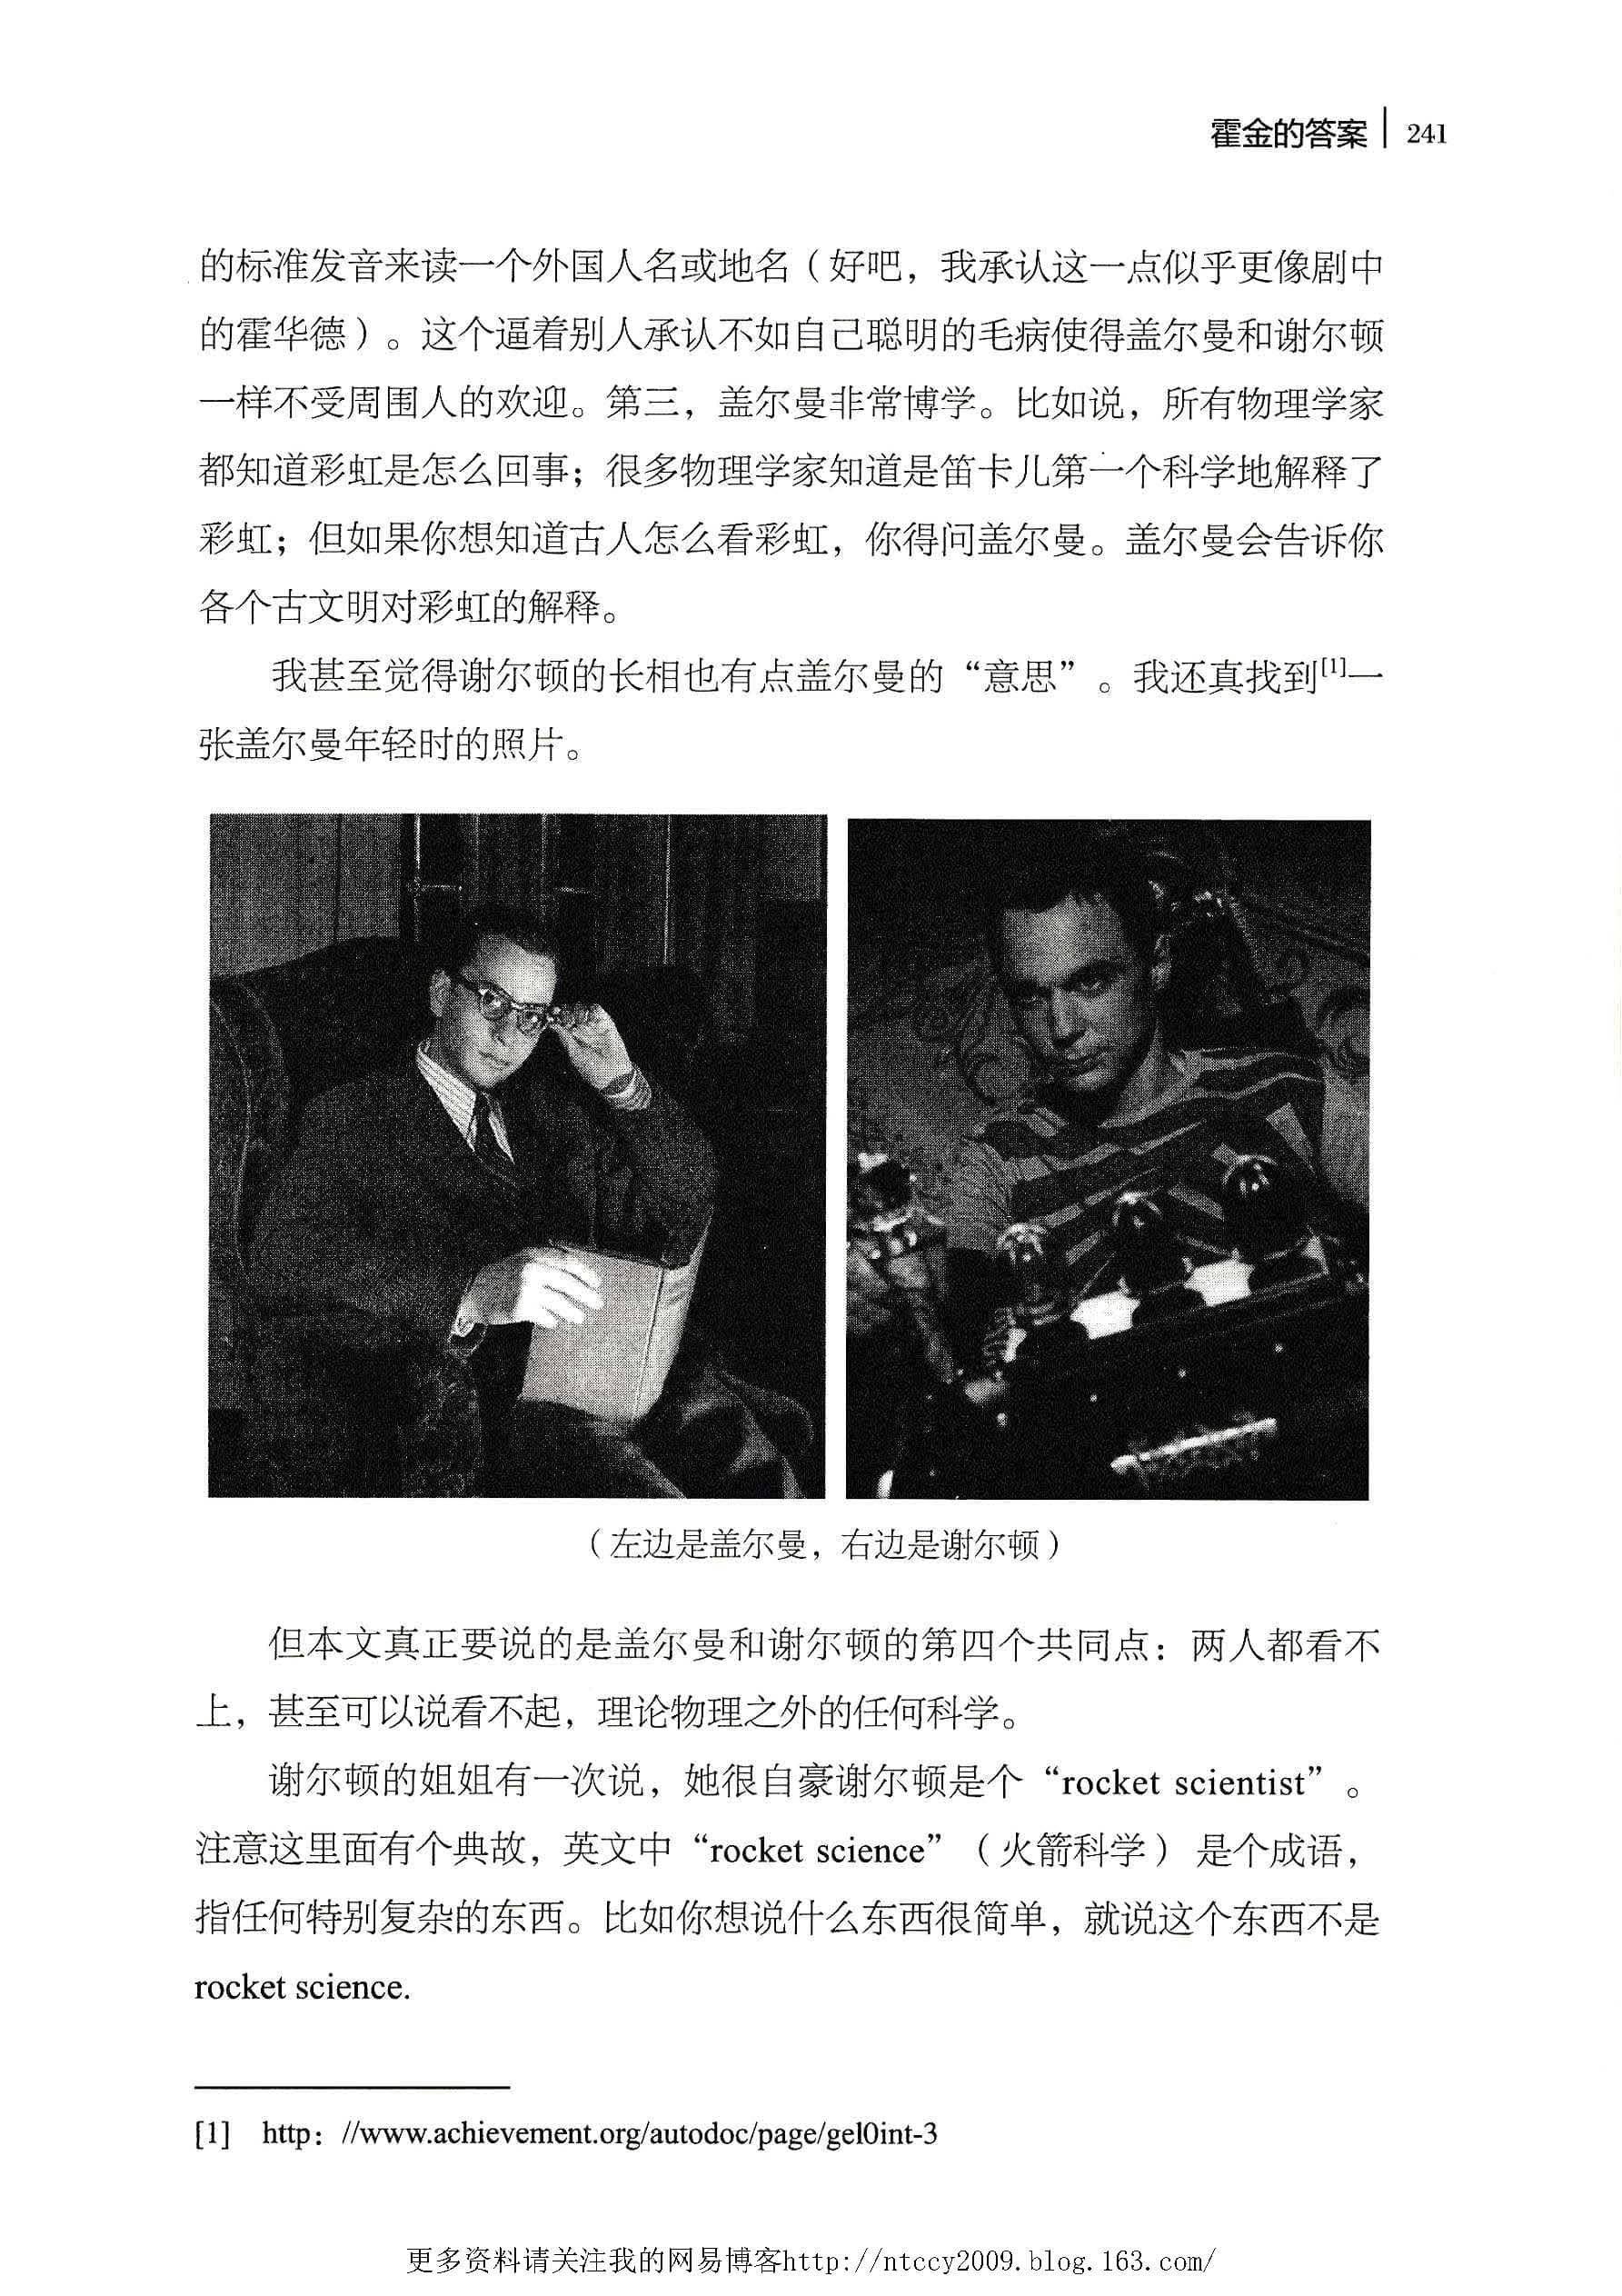 霍金的答案 241
的标准发音来读一个外国人名或地名（好吧，我承认这一点似乎更像剧中
的霍华德）。这个逼着别人承认不如自己聪明的毛病使得盖尔曼和谢尔顿
一样不受周围人的欢迎。第三，盖尔曼非常博学。比如说，所有物理学家
都知道彩虹是怎么回事；很多物理学家知道是笛卡儿第一个科学地解释了
彩虹；但如果你想知道古人怎么看彩虹，你得问盖尔曼。盖尔曼会告诉你
各个古文明对彩虹的解释。
我甚至觉得谢尔顿的长相也有点盖尔曼的“意思”。我还真找到[1]一
张盖尔曼年轻时的照片。
（左边是盖尔曼，右边是谢尔顿）
但本文真正要说的是盖尔曼和谢尔顿的第四个共同点：两人都看不
上，甚至可以说看不起，理论物理之外的任何科学。
谢尔顿的姐姐有一次说，她很自豪谢尔顿是个“rocket scientist”。
注意这里面有个典故，英文中“rocket science”（火箭科学）是个成语，
指任何特别复杂的东西。比如你想说什么东西很简单，就说这个东西不是
rocket science.
[1] http：//www.achievement.org/autodoc/page/gel0int-3
更多资料请关注我的网易博客http://ntccy2009.blog.163.com/